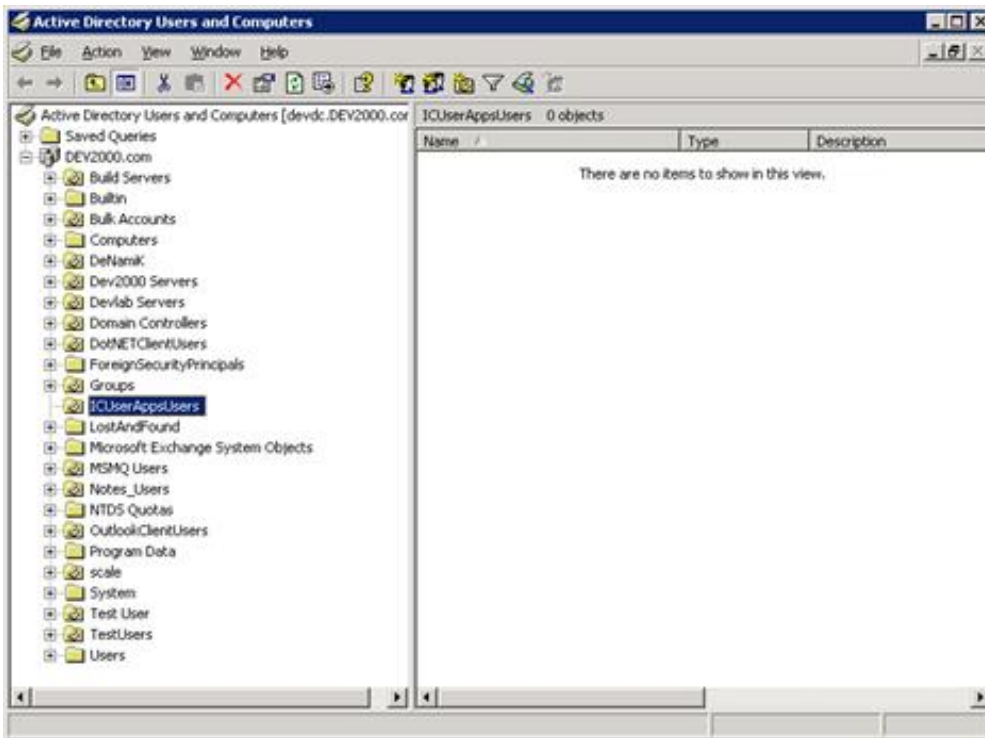 Active Directory Users and Computers
File Action View Window Help
Active Directory Users and Computers [devdc.DEV2000.cor
Saved Queries
DEV2000.com
Build Servers
Builtin
Bulk Accounts
Computers
DeNamiK
Dev2000 Servers
Devlab Servers
Domain Controllers
DotNETClientUsers
ForeignSecurityPrincipals
Groups
ICUserAppsUsers
LostAndFound
Microsoft Exchange System Objects
MSMQ Users
Notes_Users
NTDS Quotas
OutlookClientUsers
Program Data
scale
System
Test User
TestUsers
Users
ICUserAppsUsers 0 objects
Name Type Description
There are no items to show in this view.